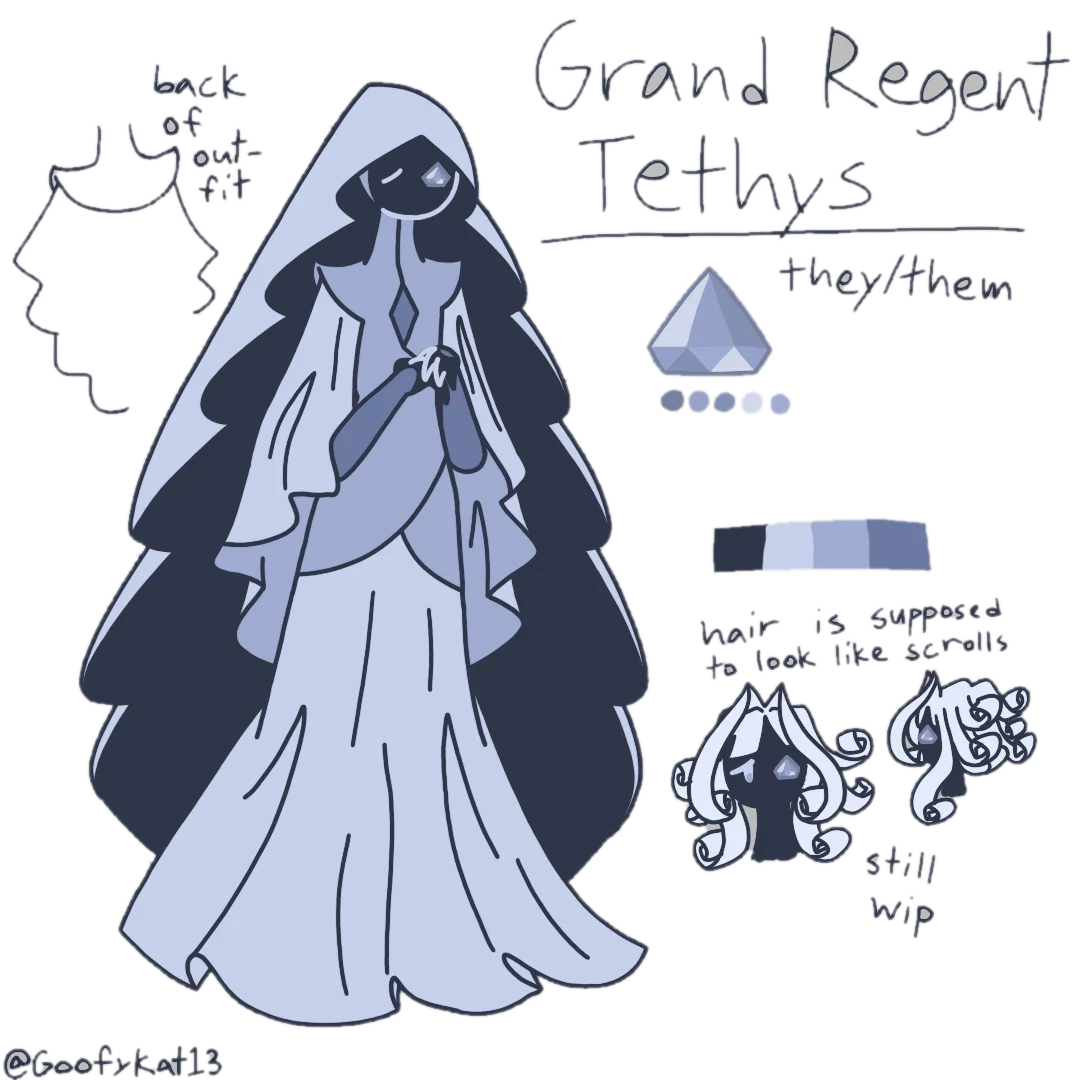 Grand Regent
Tethys
they/them
back
of
out-
fit
hair is supposed
to look like scrolls
still
wip
@GoofyKat13